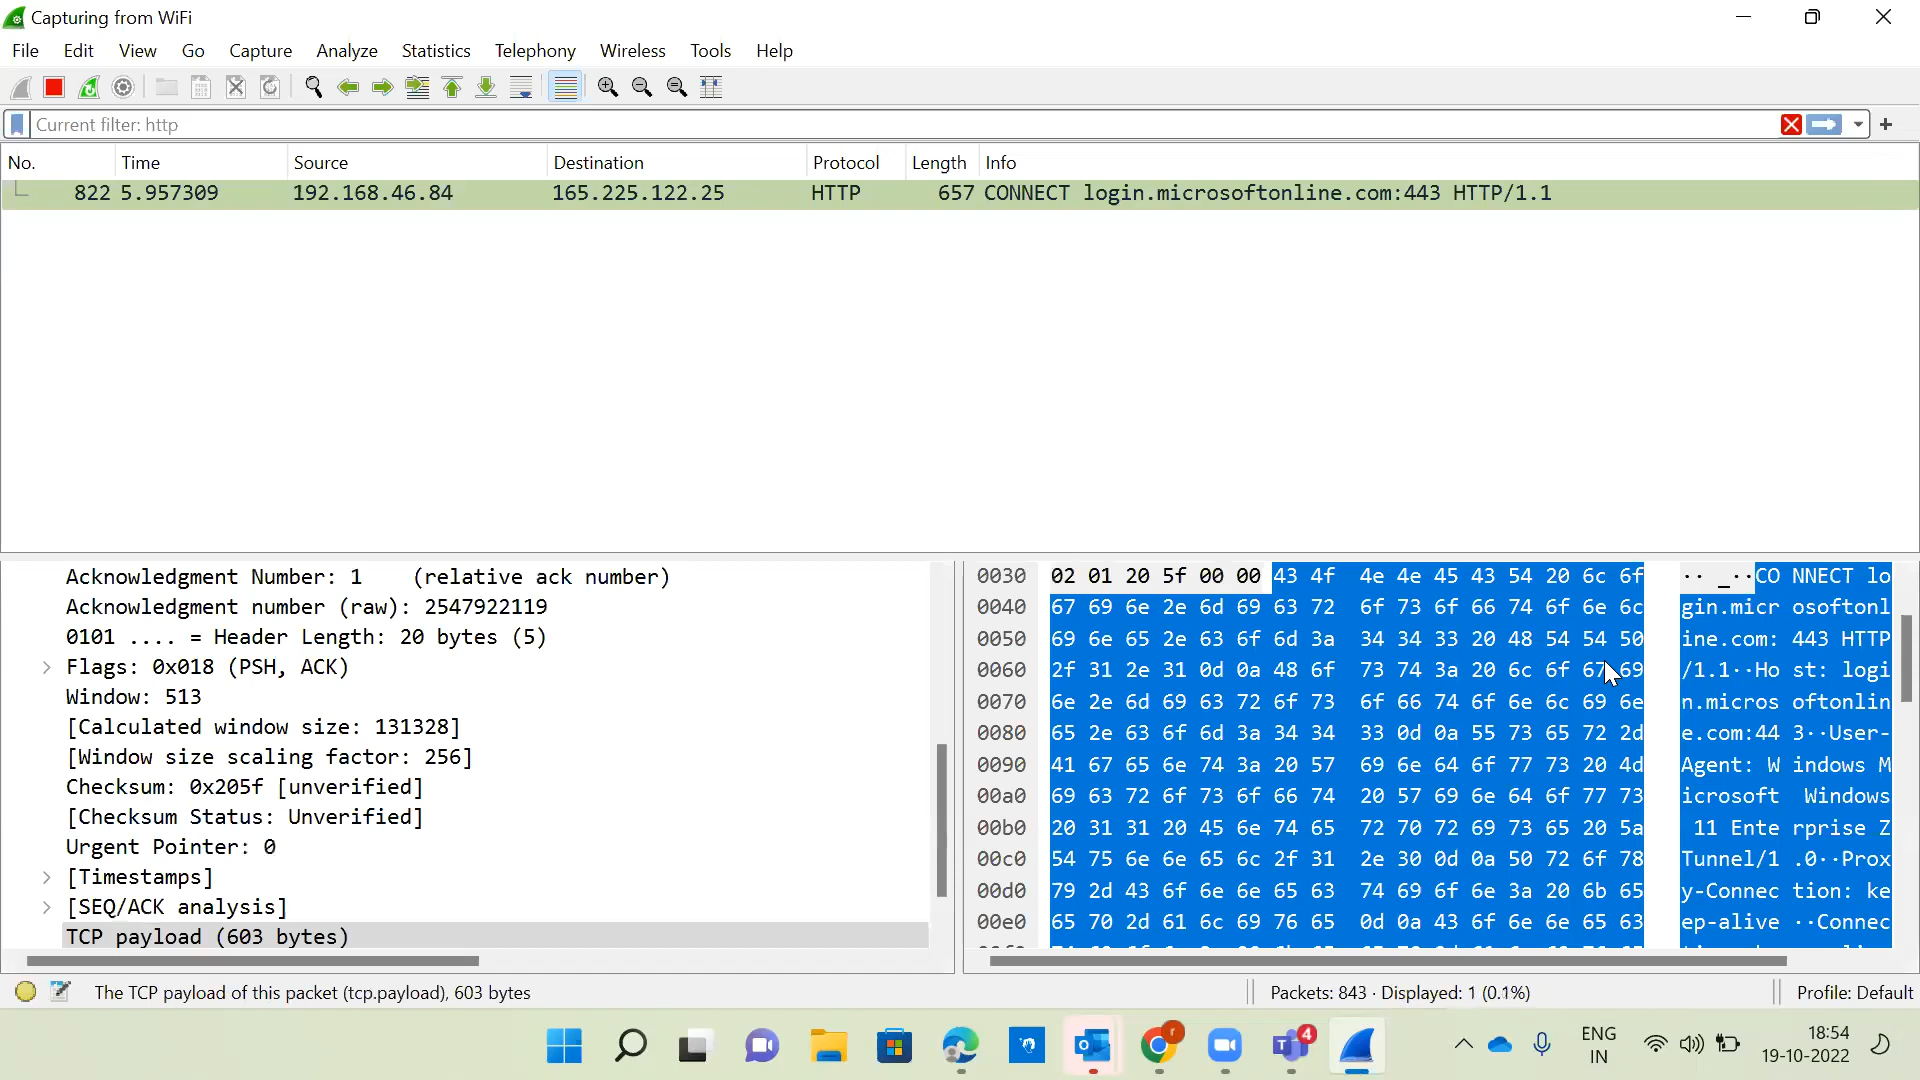 Capturing from WiFi
File Edit View Go Capture Analyze Statistics Telephony Wireless Tools Help
Current filter: http
No. Time Source Destination Protocol Length Info
822 5.957309 192.168.46.84 165.225.122.25 HTTP 657 CONNECT login.microsoftonline.com:443 HTTP/1.1
Acknowledgment Number: 1 (relative ack number)
Acknowledgment number (raw): 2547922119
0101 .... = Header Length: 20 bytes (5)
Flags: 0x018 (PSH, ACK)
Window: 513
[Calculated window size: 131328]
[Window size scaling factor: 256]
Checksum: 0x205f [unverified]
[Checksum Status: Unverified]
Urgent Pointer: 0
[Timestamps]
[SEQ/ACK analysis]
TCP payload (603 bytes)
0030 02 01 20 5f 00 00 43 4f 4e 4e 45 43 54 20 6c 6f ·· _··CO NNECT lo
0040 67 69 6e 2e 6d 69 63 72 6f 73 6f 66 74 6f 6e 6c gin.micr osoftonl
0050 69 6e 65 2e 63 6f 6d 3a 34 34 33 20 48 54 54 50 ine.com: 443 HTTP
0060 2f 31 2e 31 0d 0a 48 6f 73 74 3a 20 6c 6f 67 69 /1.1··Ho st: logi
0070 6e 2e 6d 69 63 72 6f 73 6f 66 74 6f 6e 6c 69 6e n.micros oftonlin
0080 65 2e 63 6f 6d 3a 34 34 33 0d 0a 55 73 65 72 2d e.com:44 3··User-
0090 41 67 65 6e 74 3a 20 57 69 6e 64 6f 77 73 20 4d Agent: W indows M
00a0 69 63 72 6f 73 6f 66 74 20 57 69 6e 64 6f 77 73 icrosoft Windows
00b0 20 31 31 20 45 6e 74 65 72 70 72 69 73 65 20 5a 11 Ente rprise Z
00c0 54 75 6e 6e 65 6c 2f 31 2e 30 0d 0a 50 72 6f 78 Tunnel/1 .0··Prox
00d0 79 2d 43 6f 6e 6e 65 63 74 69 6f 6e 3a 20 6b 65 y-Connec tion: ke
00e0 65 70 2d 61 6c 69 76 65 0d 0a 43 6f 6e 6e 65 63 ep-alive ··Connec
The TCP payload of this packet (tcp.payload), 603 bytes
Packets: 843 · Displayed: 1 (0.1%)
Profile: Default
4
ENG
IN
18:54
19-10-2022